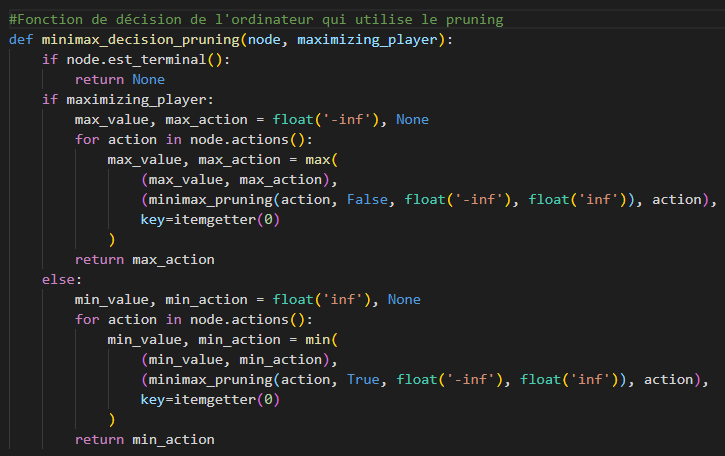 #Fonction de décision de l'ordinateur qui utilise le pruning
def minimax_decision_pruning(node, maximizing_player):
    if node.est_terminal():
        return None
    if maximizing_player:
        max_value, max_action = float('-inf'), None
        for action in node.actions():
            max_value, max_action = max(
                (max_value, max_action),
                (minimax_pruning(action, False, float('-inf'), float('inf')), action),
                key=itemgetter(0)
            )
        return max_action
    else:
        min_value, min_action = float('inf'), None
        for action in node.actions():
            min_value, min_action = min(
                (min_value, min_action),
                (minimax_pruning(action, True, float('-inf'), float('inf')), action),
                key=itemgetter(0)
            )
        return min_action